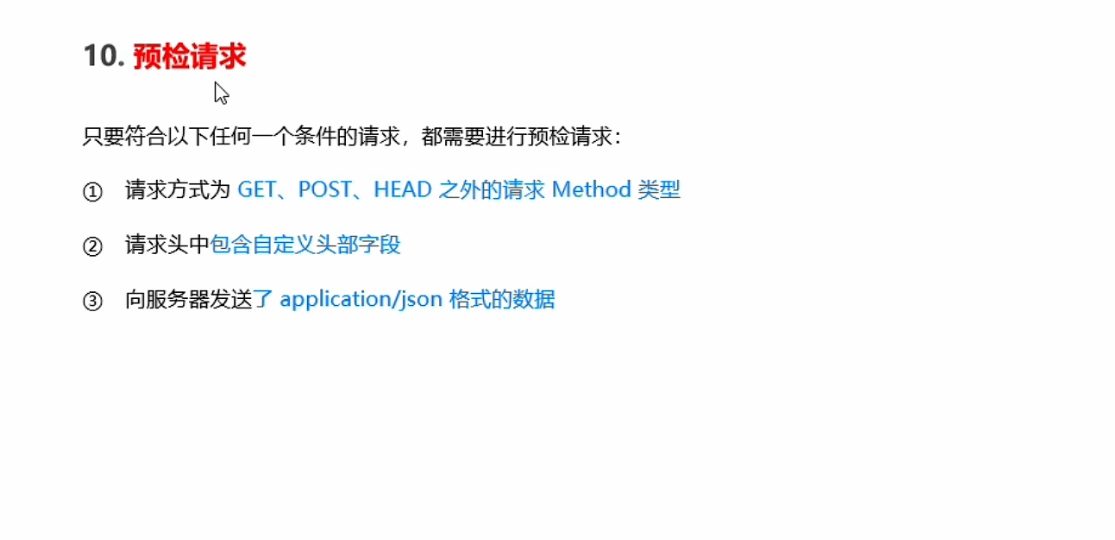 10. 预检请求
只要符合以下任何一个条件的请求，都需要进行预检请求：
① 请求方式为 GET、POST、HEAD 之外的请求 Method 类型
② 请求头中包含自定义头部字段
③ 向服务器发送了 application/json 格式的数据